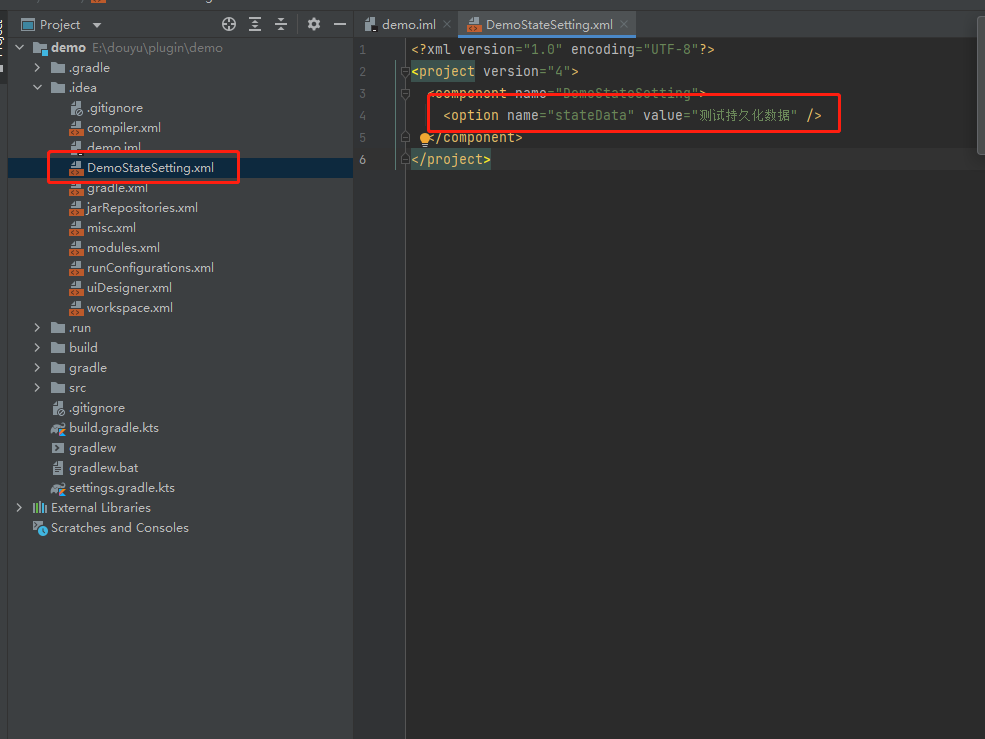 Project
demo.iml
DemoStateSetting.xml
demo E:\douyu\plugin\demo
.gradle
.idea
.gitignore
compiler.xml
demo.iml
DemoStateSetting.xml
gradle.xml
jarRepositories.xml
misc.xml
modules.xml
runConfigurations.xml
uiDesigner.xml
workspace.xml
.run
build
gradle
src
.gitignore
build.gradle.kts
gradlew
gradlew.bat
settings.gradle.kts
External Libraries
Scratches and Consoles
1 <?xml version="1.0" encoding="UTF-8"?>
2 <project version="4">
3 <component name="DemoStateSetting">
4 <option name="stateData" value="测试持久化数据" />
5 </component>
6 </project>